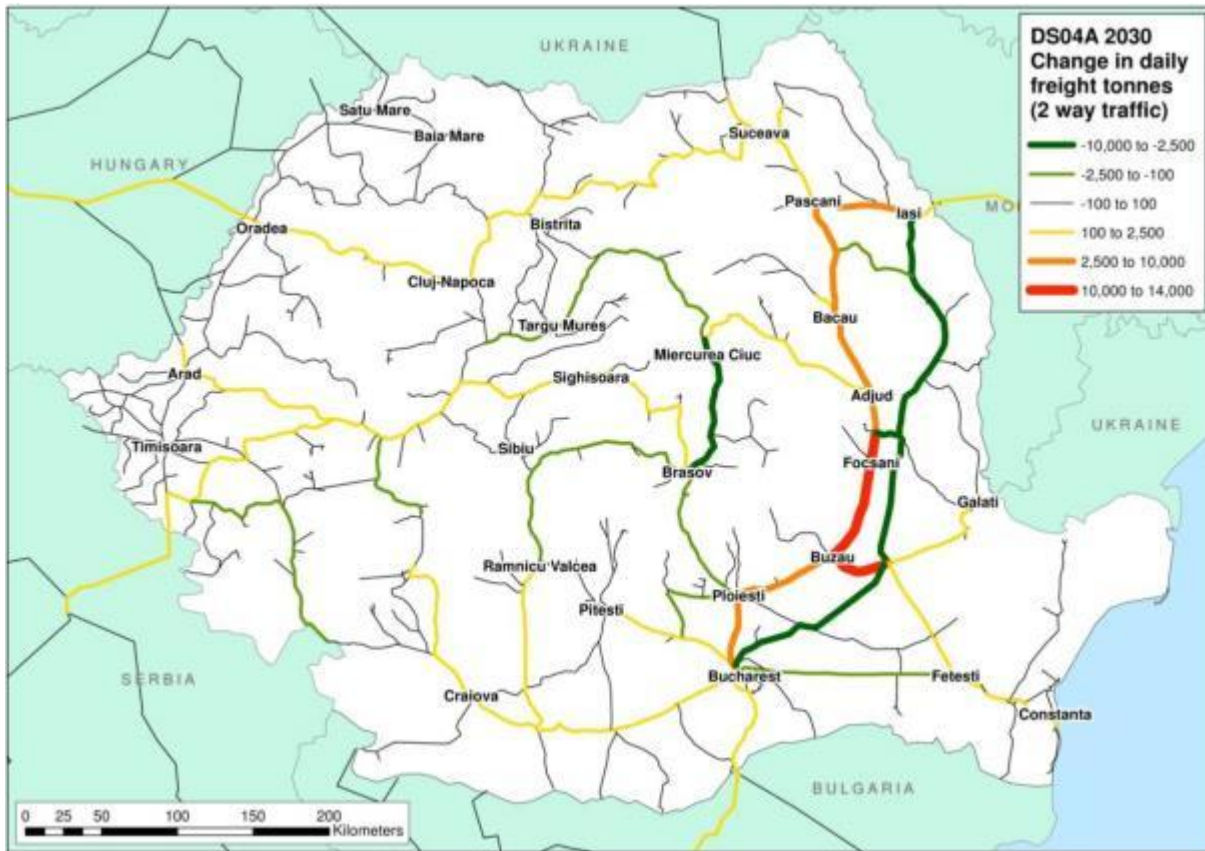 DS04A 2030
Change in daily
freight tonnes
(2 way traffic)
-10,000 to -2,500
-2,500 to -100
-100 to 100
100 to 2,500
2,500 to 10,000
10,000 to 14,000
UKRAINE
Satu Mare
Baia Mare
Suceava
HUNGARY
Pascani
Iasi
MO
Oradea
Bistrita
Cluj-Napoca
Targu Mures
Bacau
Miercurea Ciuc
Arad
Sighisoara
Adjud
UKRAINE
Timisoara
Sibiu
Focsani
Brasov
Galati
Buzau
Ramnicu Valcea
Ploiesti
Pitesti
Bucharest
Fetesti
SERBIA
Craiova
Constanta
BULGARIA
0 25 50 100 150 200
Kilometers